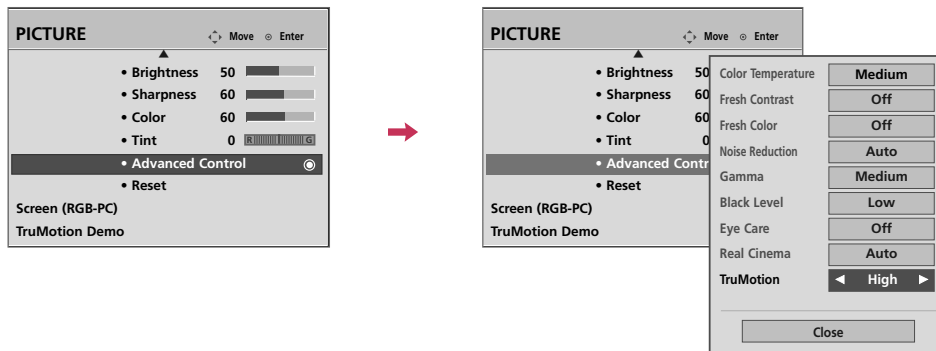 PICTURE Move Enter
• Brightness 50
• Sharpness 60
• Color 60
• Tint 0 R G
• Advanced Control
• Reset
Screen (RGB-PC)
TruMotion Demo
PICTURE Move Enter
• Brightness 50
• Sharpness 60
• Color 60
• Tint 0
• Advanced Contr
• Reset
Screen (RGB-PC)
TruMotion Demo
Color Temperature Medium
Fresh Contrast Off
Fresh Color Off
Noise Reduction Auto
Gamma Medium
Black Level Low
Eye Care Off
Real Cinema Auto
TruMotion High
Close